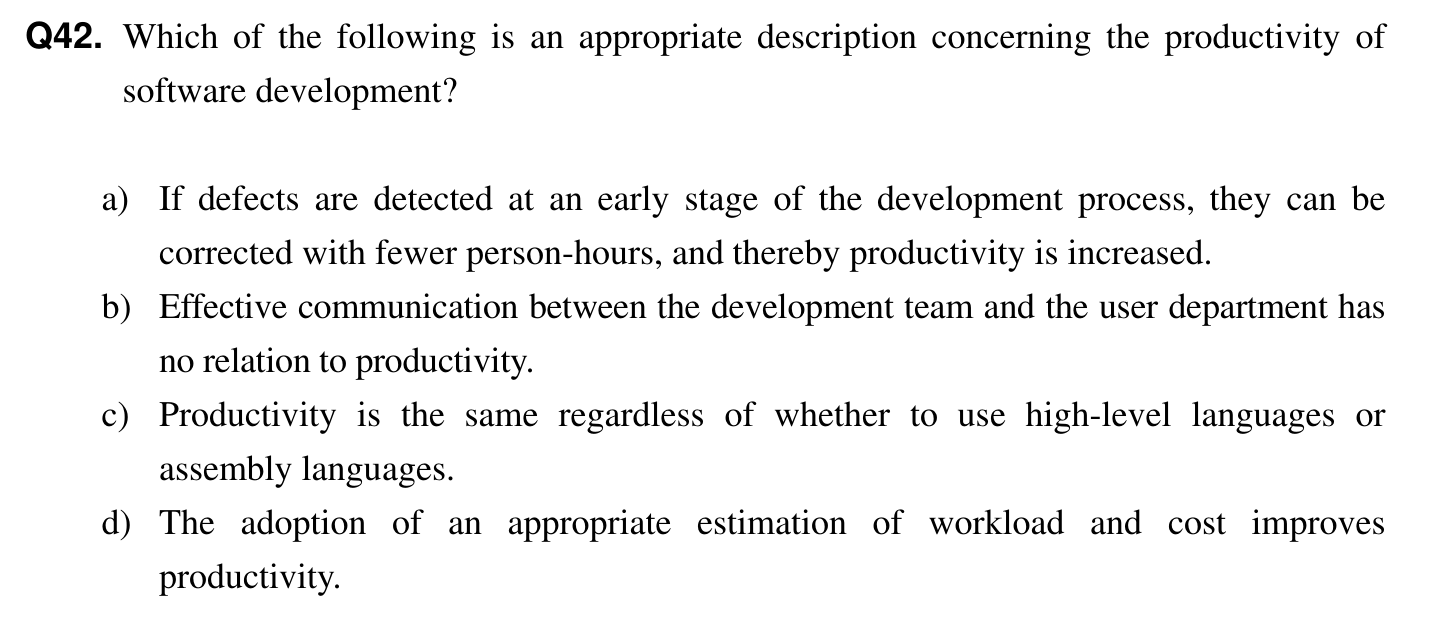 Q42. Which of the following is an appropriate description concerning the productivity of
software development?
a) If defects are detected at an early stage of the development process, they can be
corrected with fewer person-hours, and thereby productivity is increased.
b) Effective communication between the development team and the user department has
no relation to productivity.
c) Productivity is the same regardless of whether to use high-level languages or
assembly languages.
d) The adoption of an appropriate estimation of workload and cost improves
productivity.